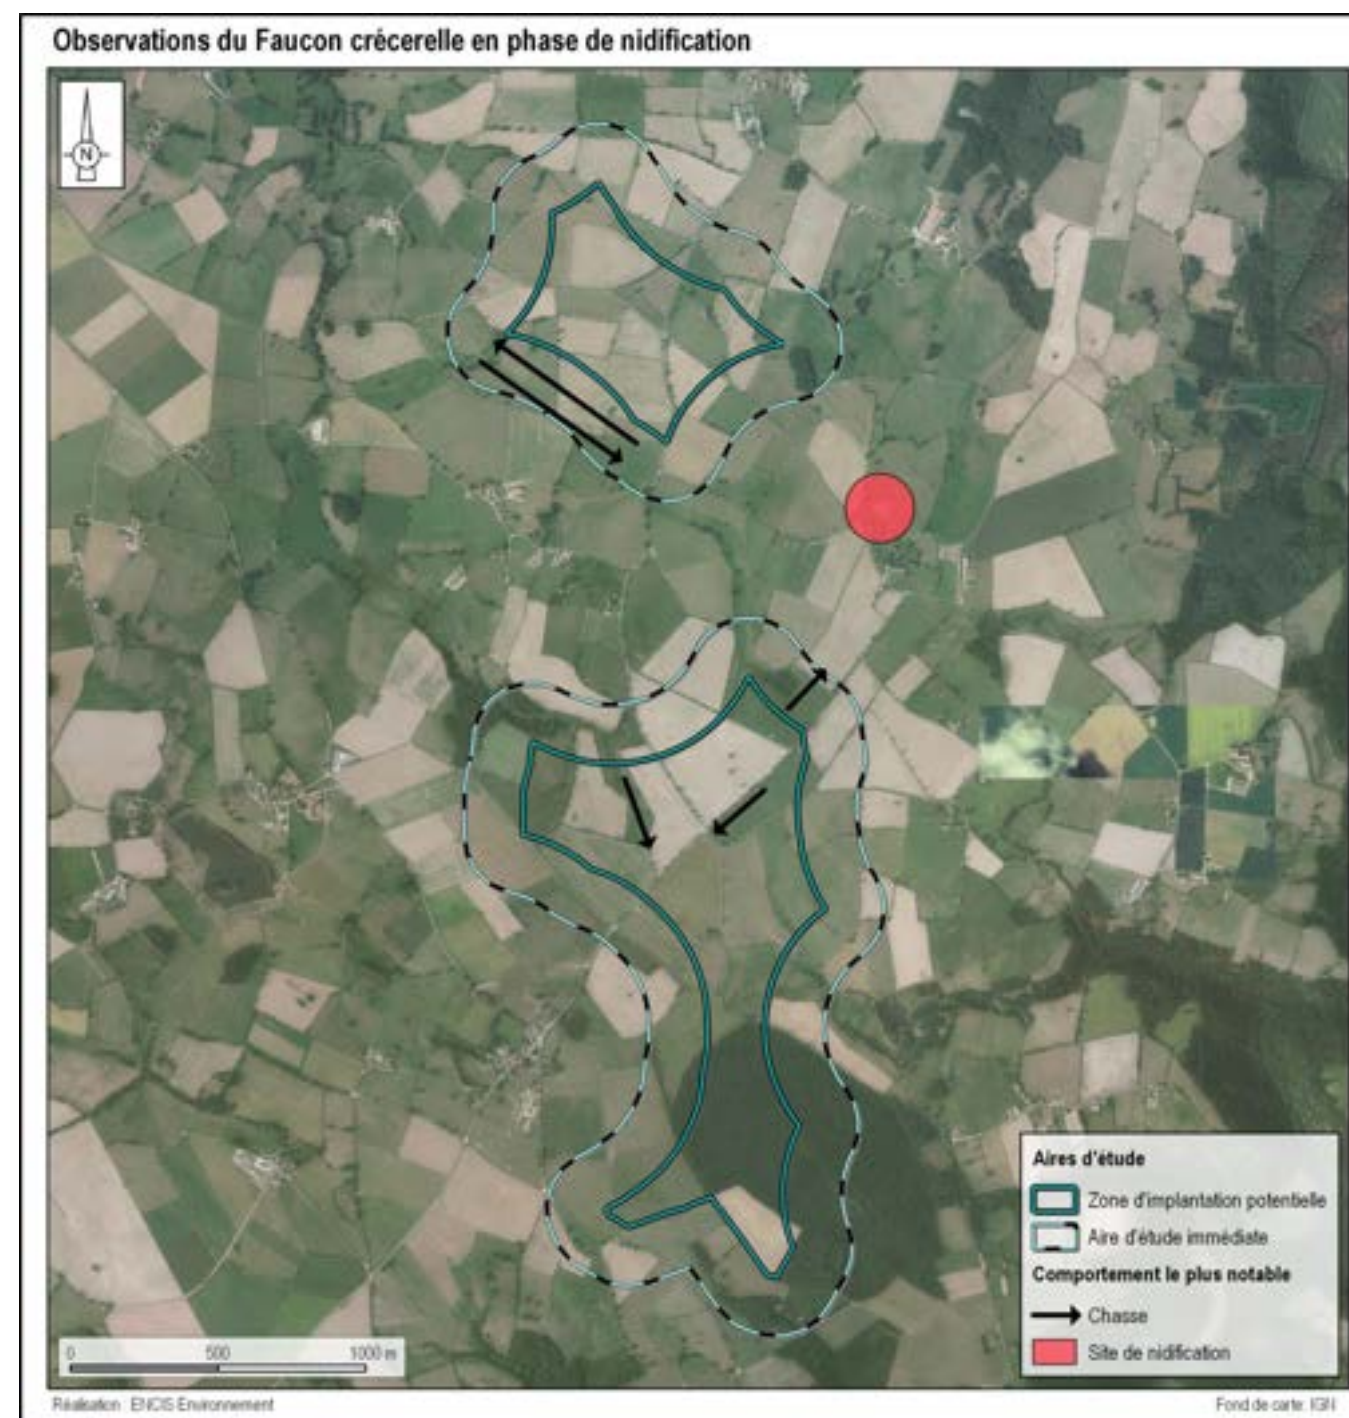 Observations du Faucon crécerelle en phase de nidification
N
Aires d'étude
Zone d'implantation potentielle
Aire d'étude immédiate
Comportement le plus notable
Chasse
Site de nidification
0 500 1000 m
Réalisation : ENCIS Environnement
Fond de carte: IGN